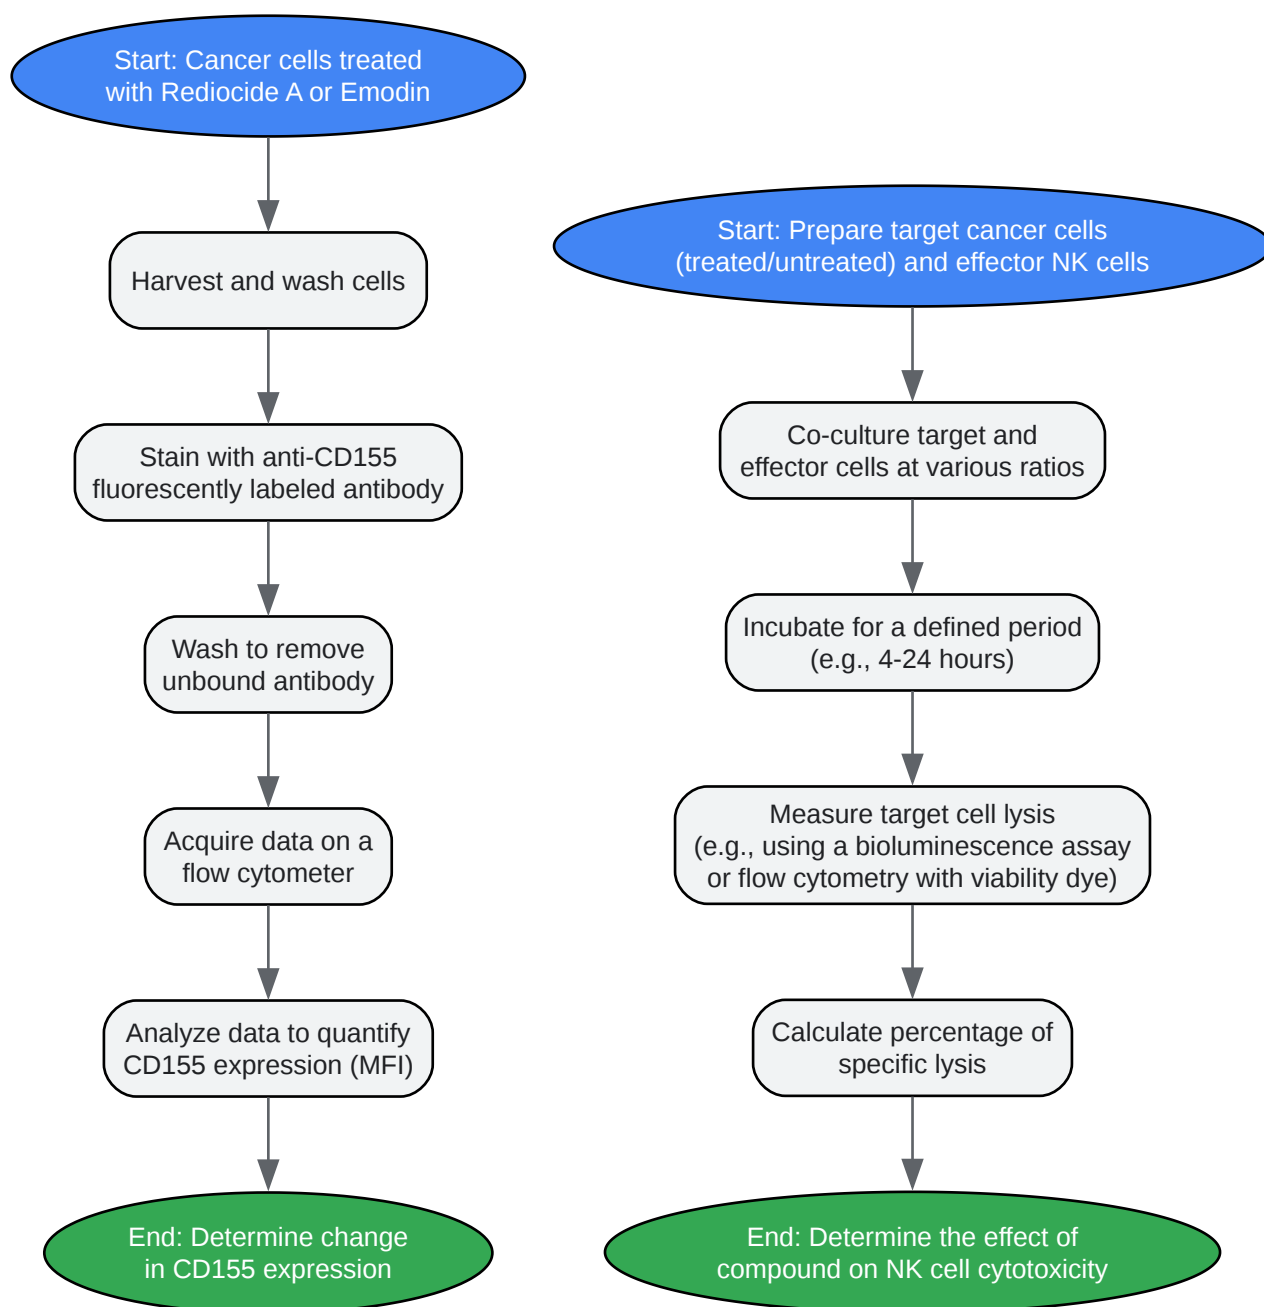 Start: Cancer cells treated
with Rediocide A or Emodin
Harvest and wash cells
Stain with anti-CD155
fluorescently labeled antibody
Wash to remove
unbound antibody
Acquire data on a
flow cytometer
Analyze data to quantify
CD155 expression (MFI)
End: Determine change
in CD155 expression
Start: Prepare target cancer cells
(treated/untreated) and effector NK cells
Co-culture target and
effector cells at various ratios
Incubate for a defined period
(e.g., 4-24 hours)
Measure target cell lysis
(e.g., using a bioluminescence assay
or flow cytometry with viability dye)
Calculate percentage of
specific lysis
End: Determine the effect of
compound on NK cell cytotoxicity